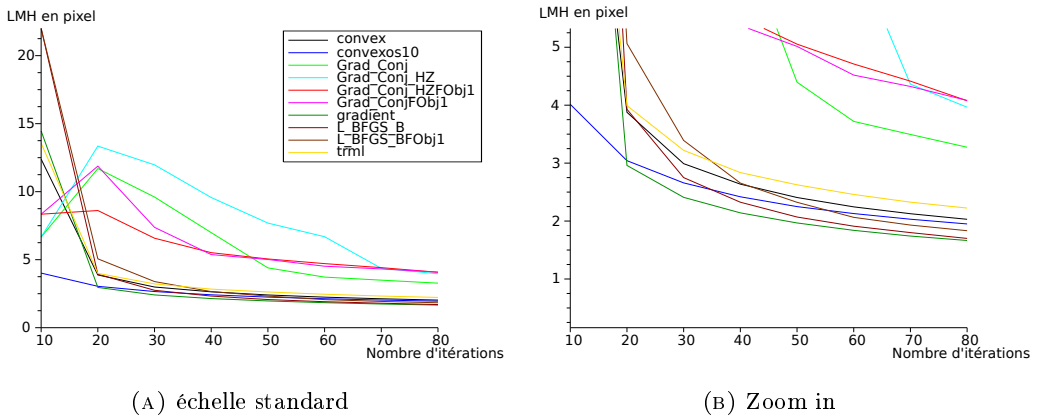 LMH en pixel
20
15
10
5
0
10 20 30 40 50 60 70 80
Nombre d'itérations
convex
convexos10
Grad_Conj
Grad_Conj_HZ
Grad_Conj_HZFObj1
Grad_ConjFObj1
gradient
L_BFGS_B
L_BFGS_BFObj1
trml
(A) échelle standard
LMH en pixel
5
4
3
2
1
10 20 30 40 50 60 70 80
Nombre d'itérations
(B) Zoom in